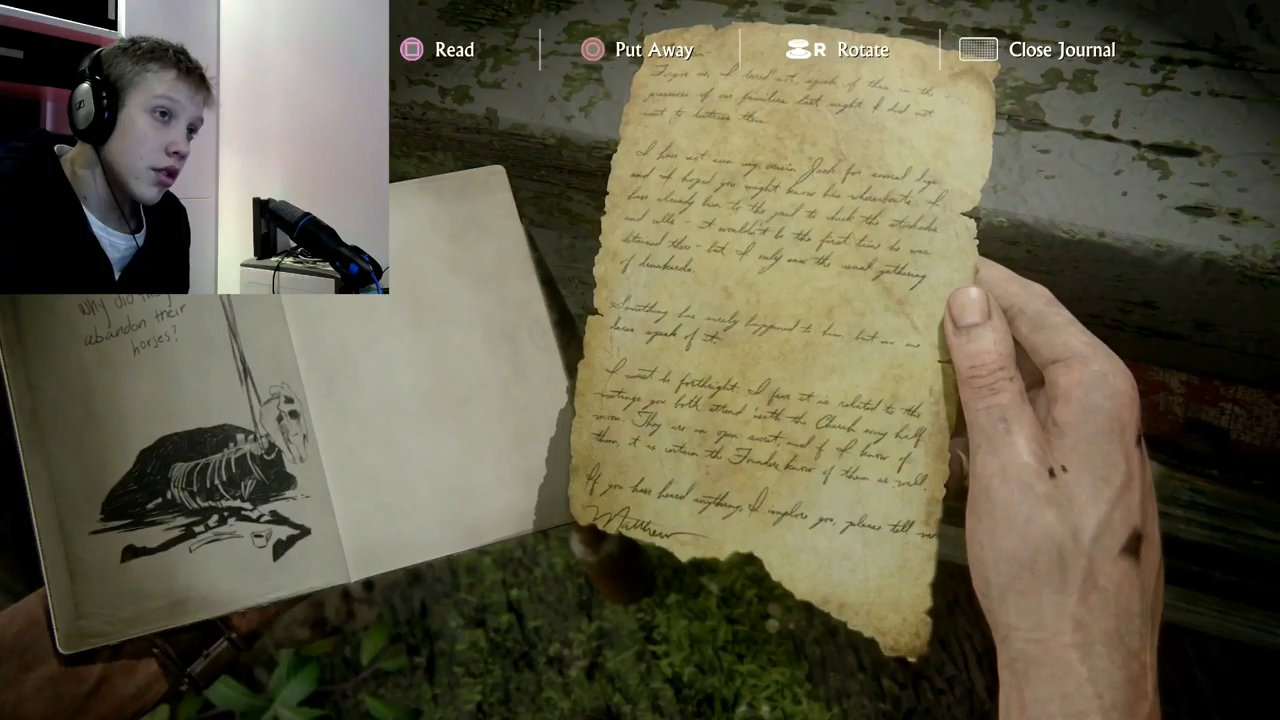 Read
Put Away
R Rotate
Close Journal
Forgive me, I dared not speak of this in the
presence of our families last night. I did not
want to distress them.
I have not seen my cousin Jack for several days
and I hoped you might know his whereabouts. I
have already been to the yard to check the stockades
and cells - it wouldn't be the first time he was
detained there - but I only saw the usual gathering
of drunkards.
Something has surely happened to him, but no one
dares speak of it.
I must be forthright. I fear it is related to the
meetings you both attend with the Church every half
moon. They are an open secret and if I know of
them, it is certain the Founders know of them as well.
If you have heard anything, I implore you, please tell me
Matthew
why did they
abandon their
horses?